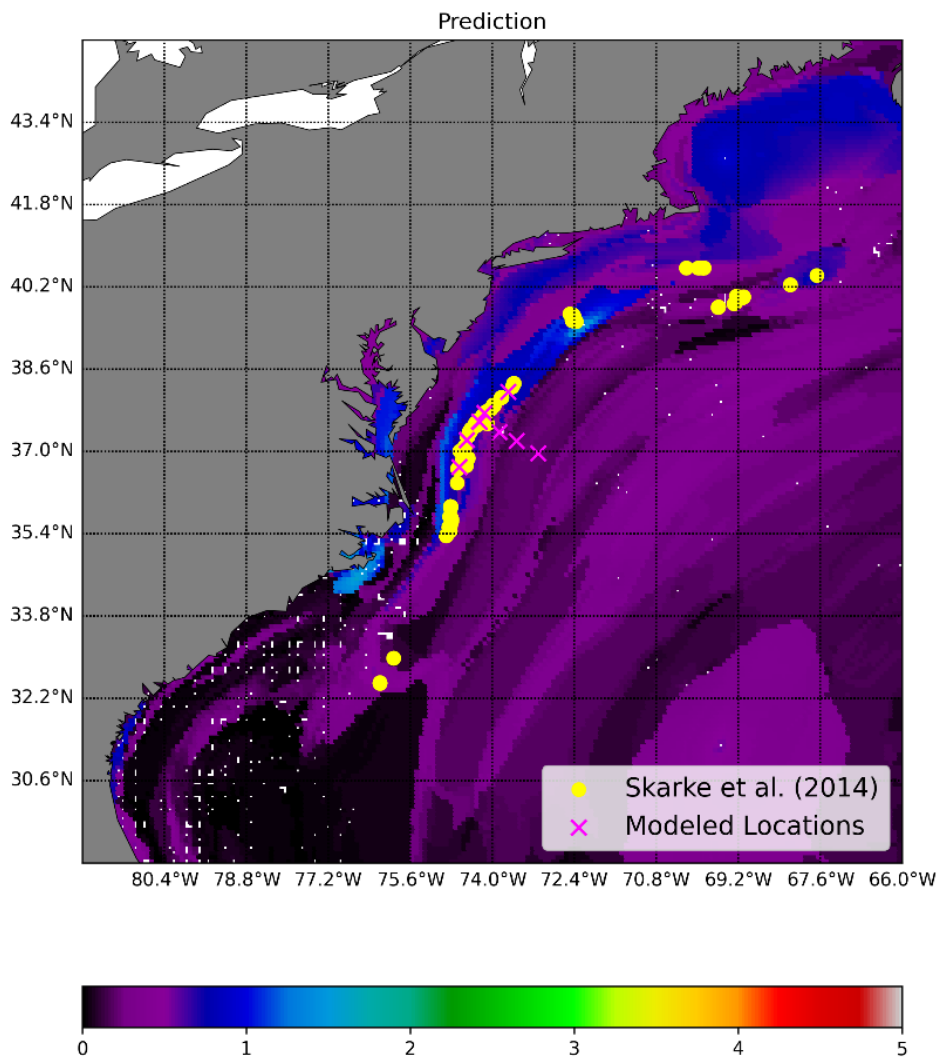 Prediction
43.4°N
41.8°N
40.2°N
38.6°N
37.0°N
35.4°N
33.8°N
32.2°N
30.6°N
Skarke et al. (2014)
Modeled Locations
80.4°W 78.8°W 77.2°W 75.6°W 74.0°W 72.4°W 70.8°W 69.2°W 67.6°W 66.0°W
0 1 2 3 4 5